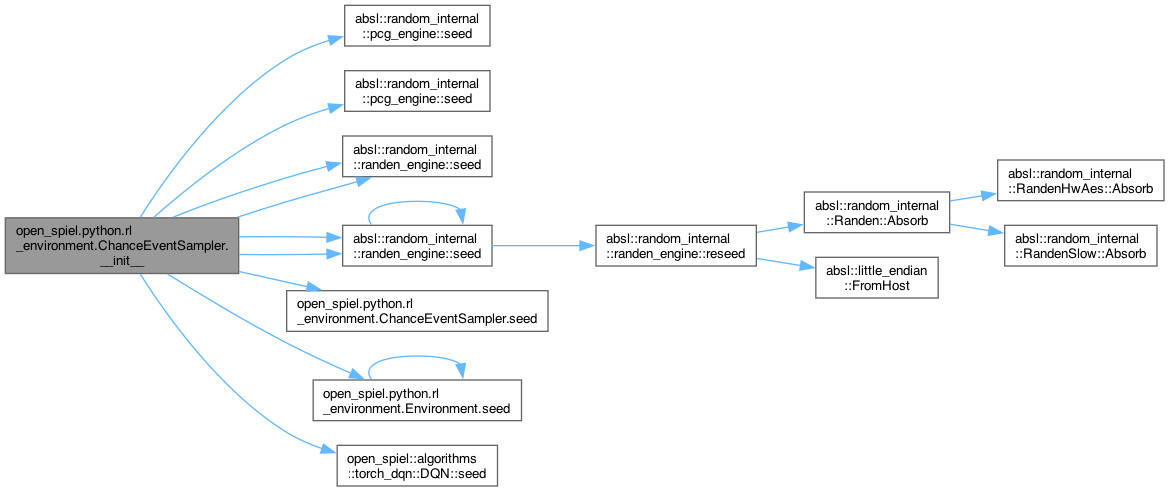 open_spiel.python.rl
_environment.ChanceEventSampler.
__init__
absl::random_internal
::pcg_engine::seed
absl::random_internal
::pcg_engine::seed
absl::random_internal
::randen_engine::seed
absl::random_internal
::randen_engine::seed
open_spiel.python.rl
_environment.ChanceEventSampler.seed
open_spiel.python.rl
_environment.Environment.seed
open_spiel::algorithms
::torch_dqn::DQN::seed
absl::random_internal
::randen_engine::reseed
absl::random_internal
::Randen::Absorb
absl::little_endian
::FromHost
absl::random_internal
::RandenHwAes::Absorb
absl::random_internal
::RandenSlow::Absorb